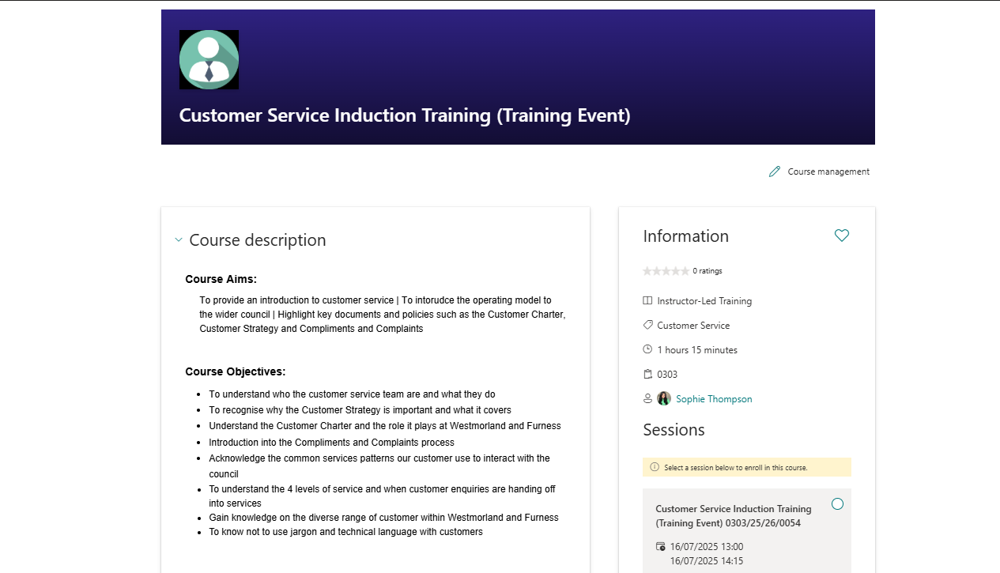 Customer Service Induction Training (Training Event)
Course management
Course description
Course Aims:
To provide an introduction to customer service | To intorudce the operating model to
the wider council | Highlight key documents and policies such as the Customer Charter,
Customer Strategy and Compliments and Complaints
Course Objectives:
• To understand who the customer service team are and what they do
• To recognise why the Customer Strategy is important and what it covers
• Understand the Customer Charter and the role it plays at Westmorland and Furness
• Introduction into the Compliments and Complaints process
• Acknowledge the common services patterns our customer use to interact with the
council
• To understand the 4 levels of service and when customer enquiries are handing off
into services
• Gain knowledge on the diverse range of customer within Westmorland and Furness
• To know not to use jargon and technical language with customers
Information
0 ratings
Instructor-Led Training
Customer Service
1 hours 15 minutes
0303
Sophie Thompson
Sessions
Select a session below to enroll in this course.
Customer Service Induction Training
(Training Event) 0303/25/26/0054
16/07/2025 13:00
16/07/2025 14:15